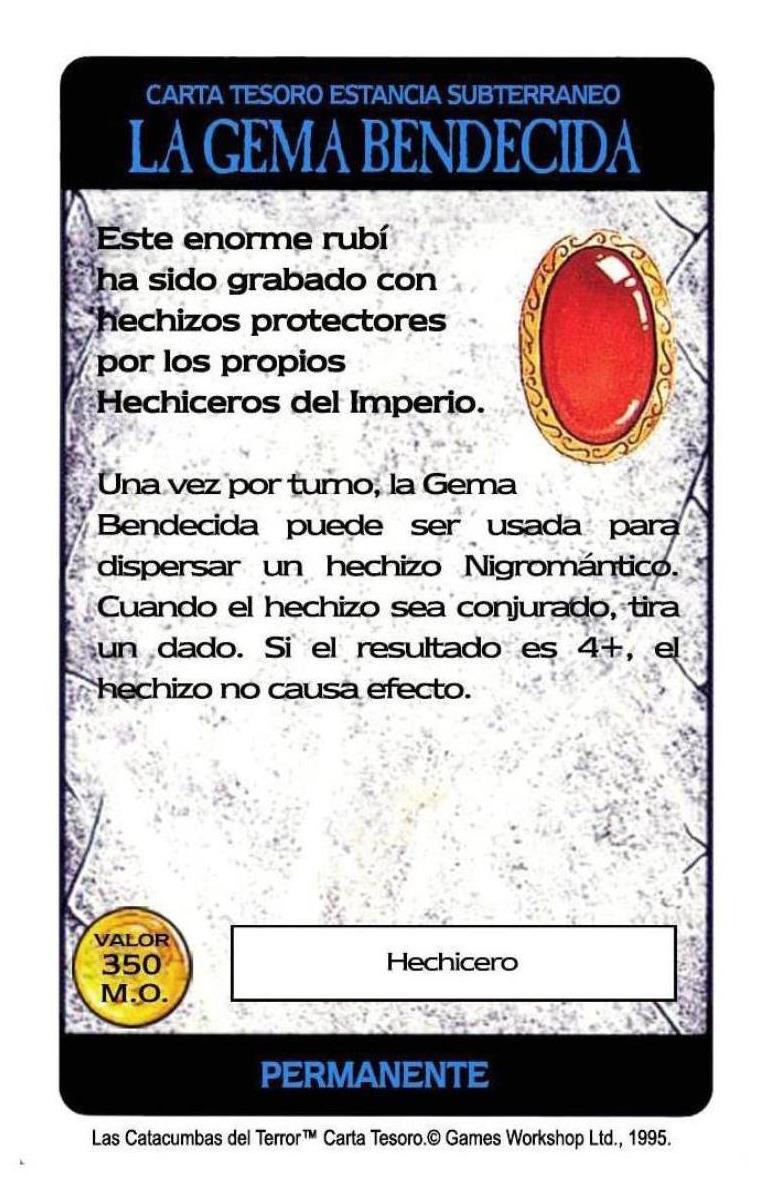 CARTA TESORO ESTANCIA SUBTERRANEO
LA GEMA BENDECIDA
Este enorme rubí
ha sido grabado con
hechizos protectores
por los propios
Hechiceros del Imperio.
Una vez por turno, la Gema
Bendecida puede ser usada para
dispersar un hechizo Nigromántico.
Cuando el hechizo sea conjurado, tira
un dado. Si el resultado es 4+, el
hechizo no causa efecto.
VALOR
350
M.O.
Hechicero
PERMANENTE
Las Catacumbas del Terror™ Carta Tesoro.© Games Workshop Ltd., 1995.